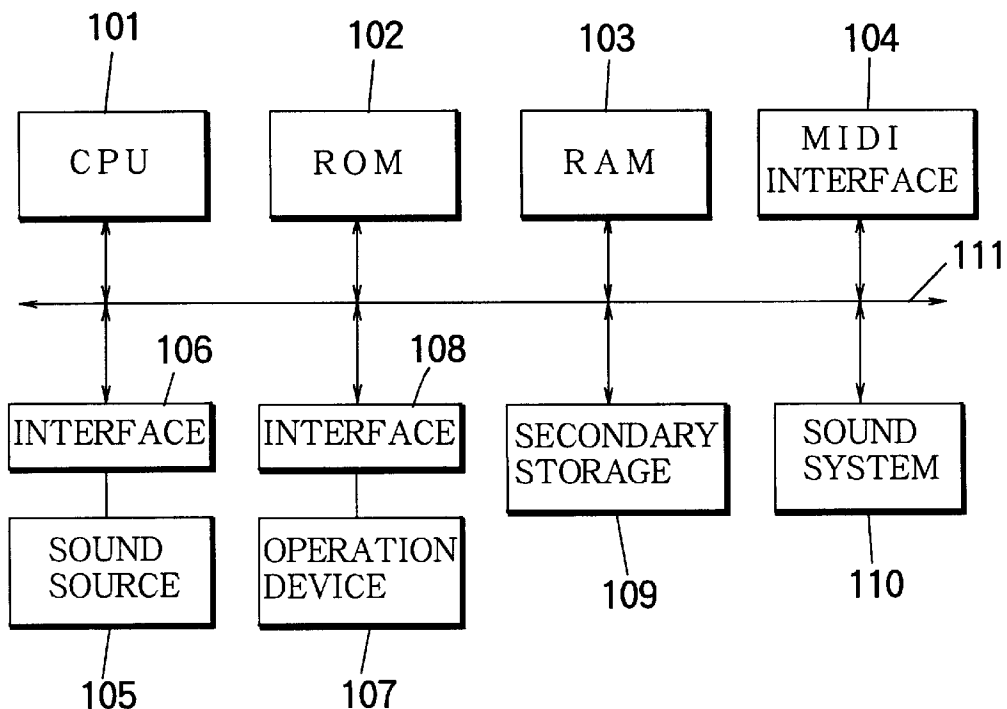 101
102
103
104
CPU
ROM
RAM
MIDI
INTERFACE
111
106
108
INTERFACE
INTERFACE
SECONDARY
STORAGE
SOUND
SYSTEM
SOUND
SOURCE
OPERATION
DEVICE
109
110
105
107